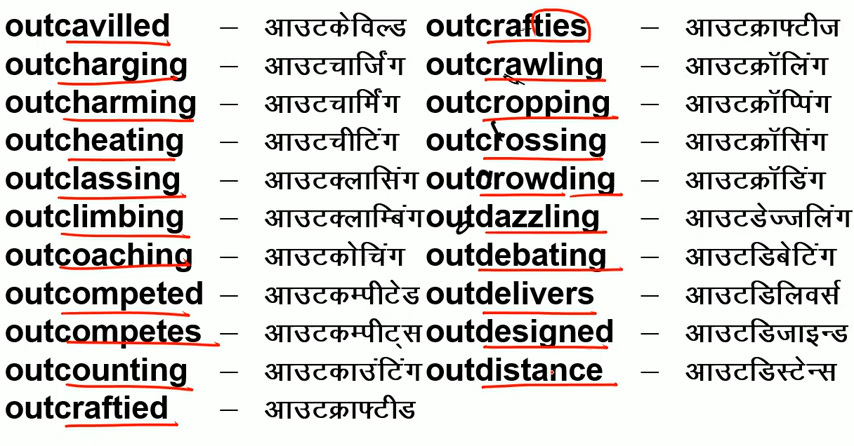 outcavilled – आउटकेविल्ड
outcharging – आउटचार्जिंग
outcharming – आउटचार्मिंग
outcheating – आउटचीटिंग
outclassing – आउटक्लासिंग
outclimbing – आउटक्लाम्बिंग
outcoaching – आउटकोचिंग
outcompeted – आउटकम्पीटेड
outcompetes – आउटकम्पीट्स
outcounting – आउटकाउंटिंग
outcraftied – आउटक्राफ्टीड
outcrafties – आउटक्राफ्टीज
outcrawling – आउटक्रॉलिंग
outcropping – आउटक्रॉप्पिंग
outcrossing – आउटक्रॉसिंग
outcrowding – आउटक्रॉडिंग
outdazzling – आउटडेज्जलिंग
outdebating – आउटडिबेटिंग
outdelivers – आउटडिलिवर्स
outdesigned – आउटडिजाइन्ड
outdistance – आउटडिस्टेन्स